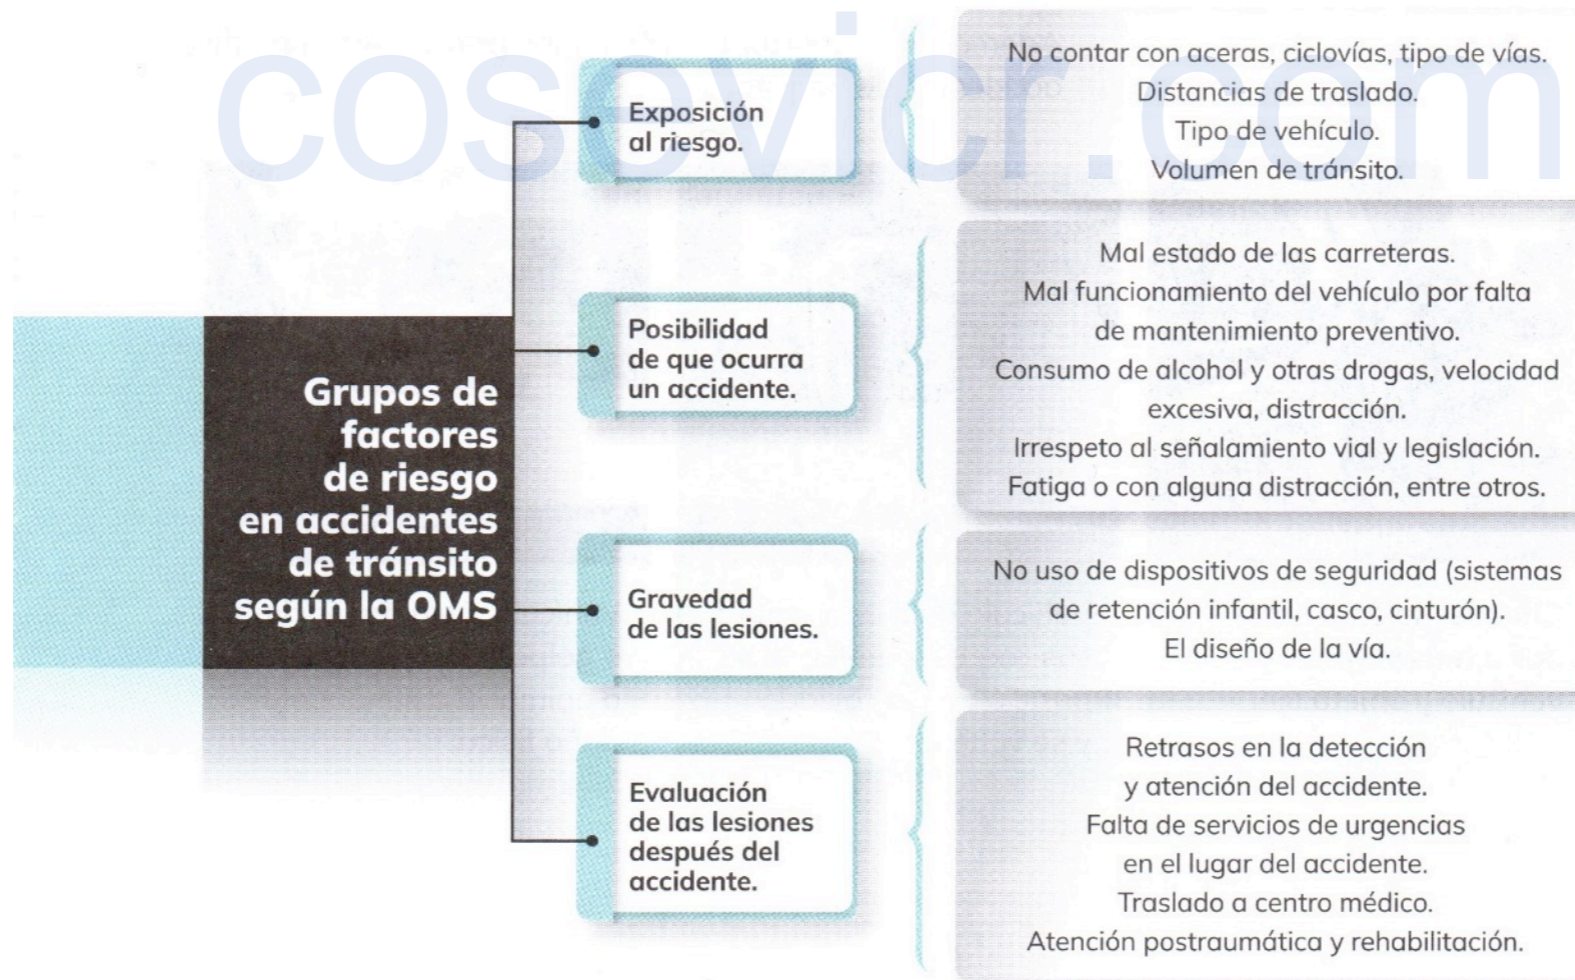 cosevicr.com
Grupos de
factores
de riesgo
en accidentes
de tránsito
según la OMS
Exposición
al riesgo.
No contar con aceras, ciclovías, tipo de vías.
Distancias de traslado.
Tipo de vehículo.
Volumen de tránsito.
Posibilidad
de que ocurra
un accidente.
Mal estado de las carreteras.
Mal funcionamiento del vehículo por falta
de mantenimiento preventivo.
Consumo de alcohol y otras drogas, velocidad
excesiva, distracción.
Irrespeto al señalamiento vial y legislación.
Fatiga o con alguna distracción, entre otros.
Gravedad
de las lesiones.
No uso de dispositivos de seguridad (sistemas
de retención infantil, casco, cinturón).
El diseño de la vía.
Evaluación
de las lesiones
después del
accidente.
Retrasos en la detección
y atención del accidente.
Falta de servicios de urgencias
en el lugar del accidente.
Traslado a centro médico.
Atención postraumática y rehabilitación.